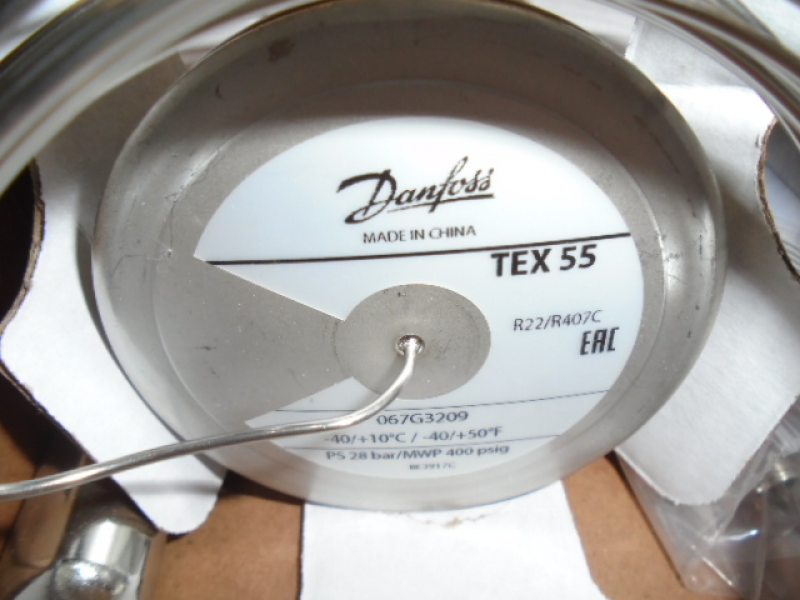 Danfoss
MADE IN CHINA
TEX 55
R22/R407C
EAC
067G3209
-40/+10°C / -40/+50°F
PS 28 bar/MWP 400 psig